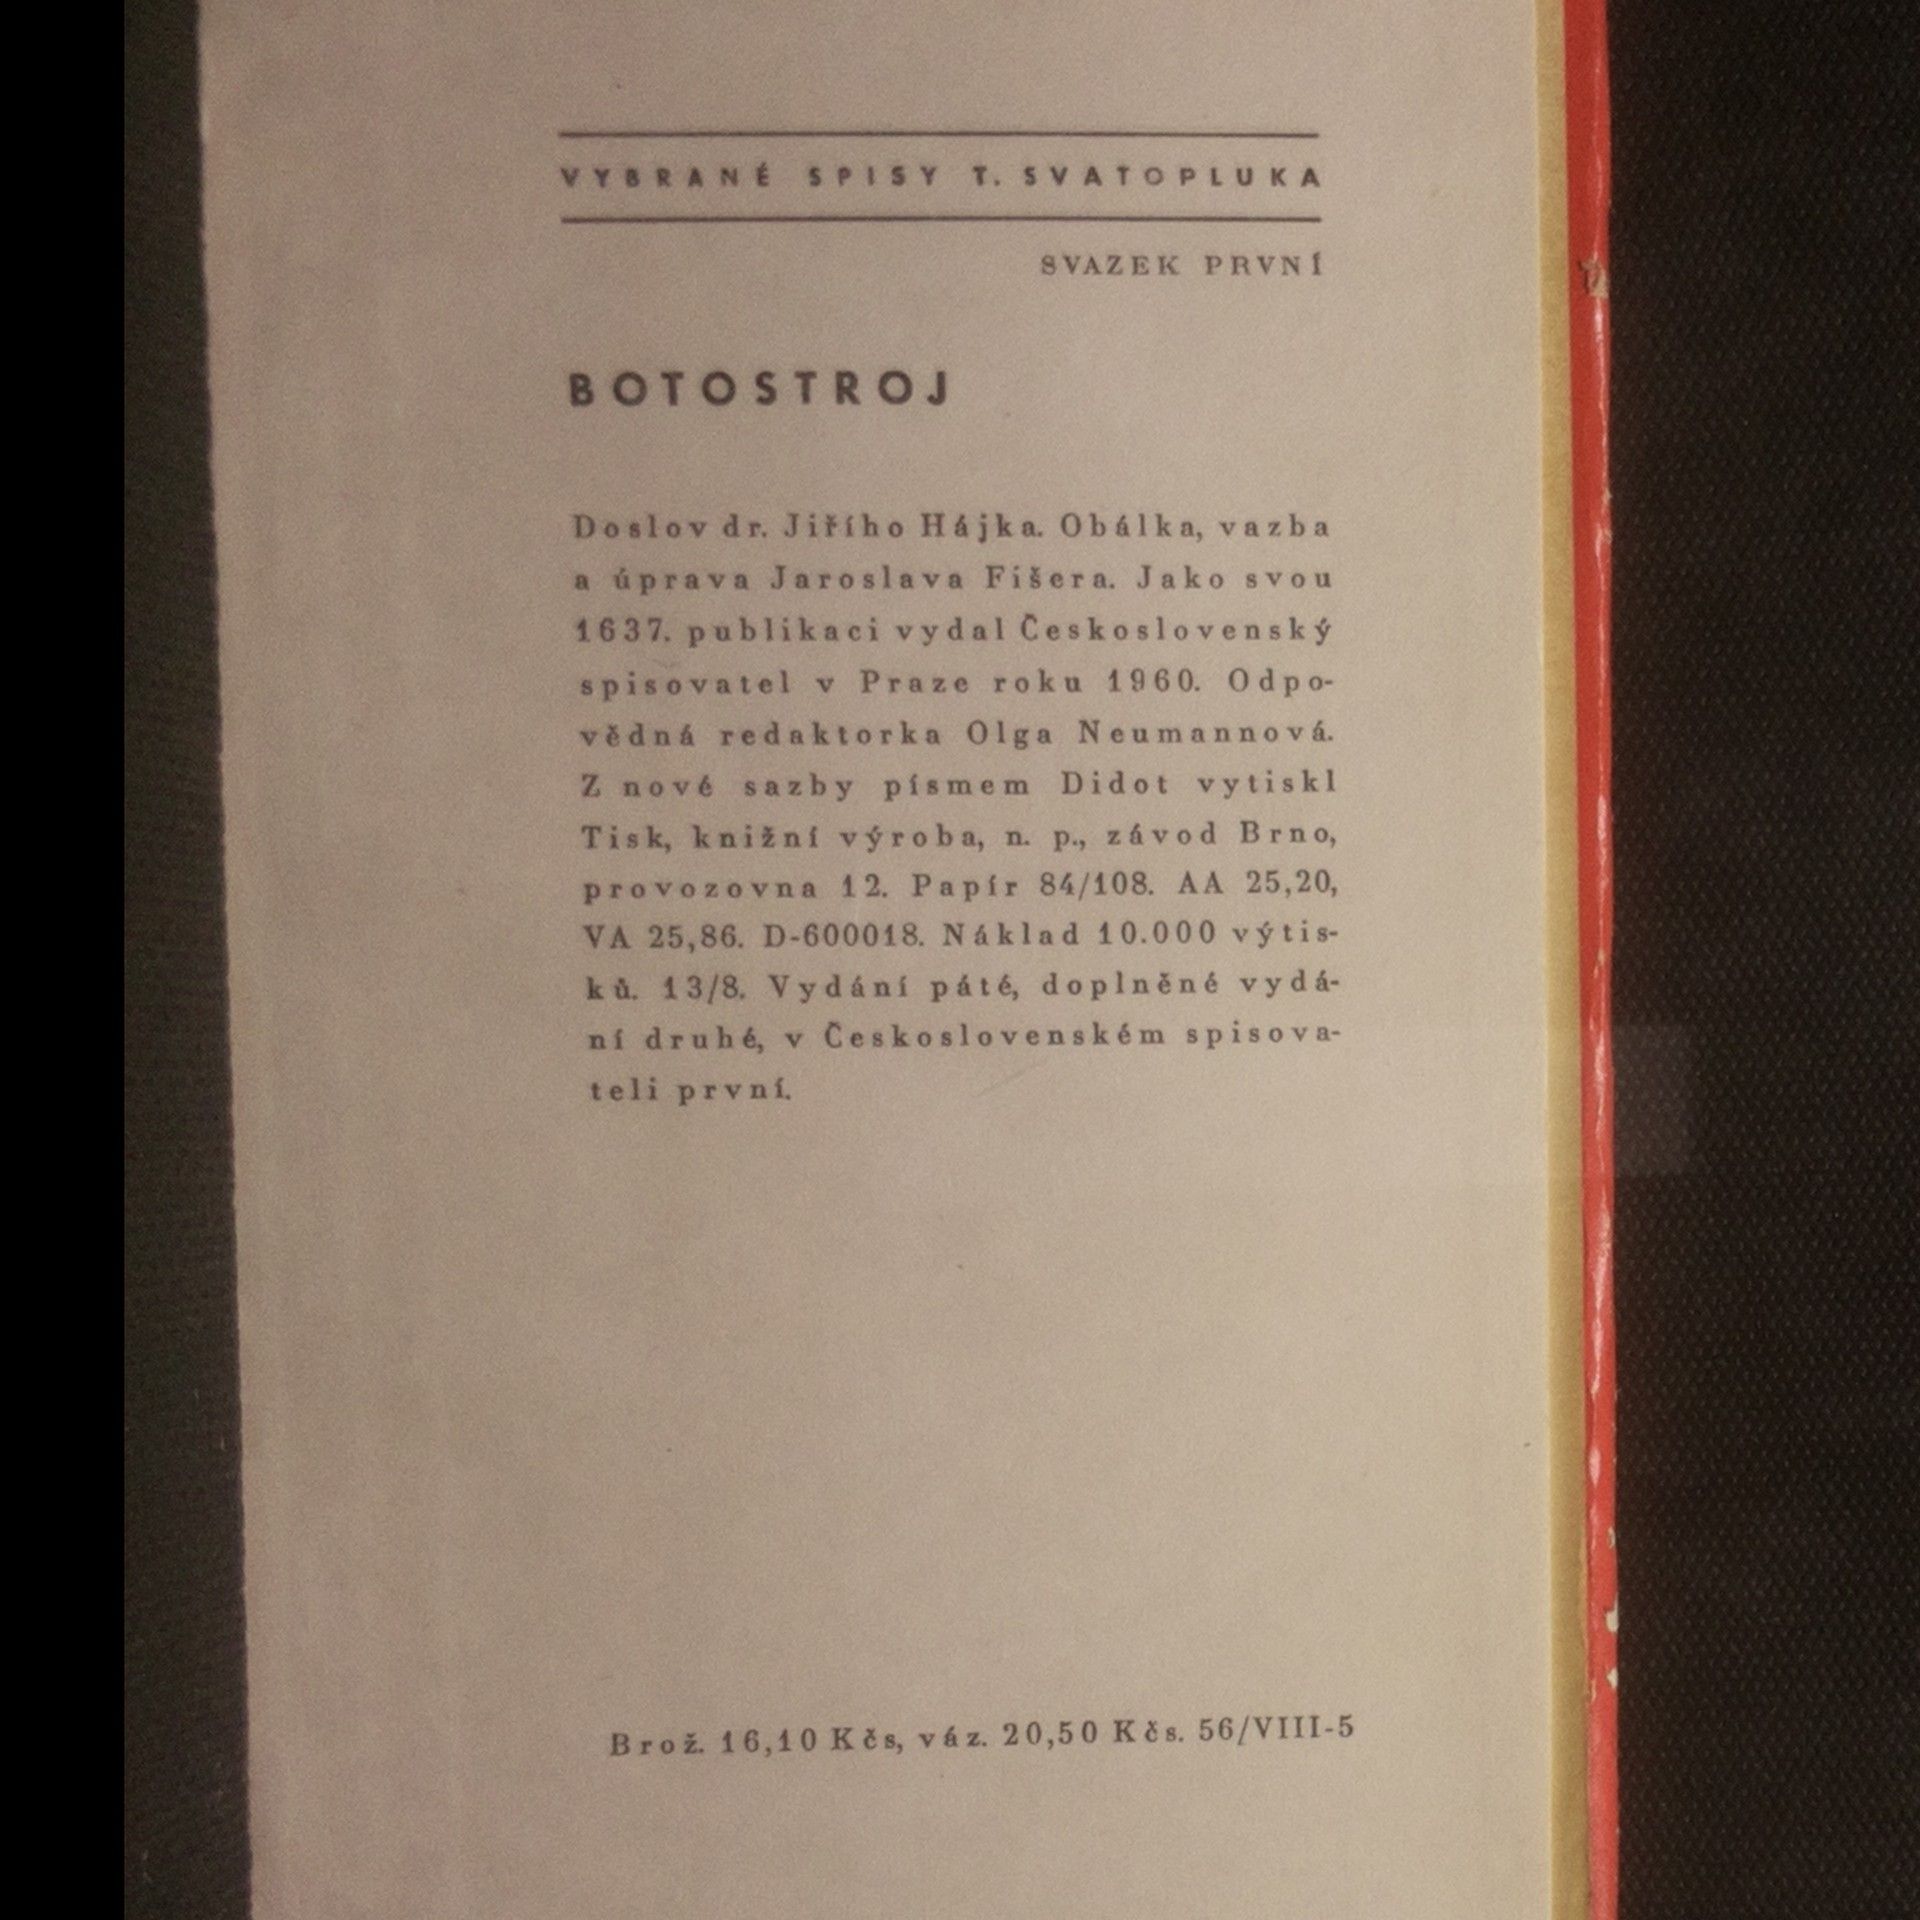 VYBRANÉ SPISY T. SVATOPLUKA
SVAZEK PRVNÍ
BOTOSTROJ
Doslov dr. Jiřího Hájka. Obálka, vazba
a úprava Jaroslava Fišera. Jako svou
1637. publikaci vydal Československý
spisovatel v Praze roku 1960. Odpo-
vědná redaktorka Olga Neumannová.
Z nové sazby písmem Didot vytiskl
Tisk, knižní výroba, n. p., závod Brno,
provozovna 12. Papír 84/108. AA 25,20,
VA 25,86. D-600018. Náklad 10.000 výtis-
ků. 13/8. Vydání páté, doplněné vydá-
ní druhé, v Československém spisova-
teli první.
Brož. 16,10 Kčs, váz. 20,50 Kčs. 56/VIII-5